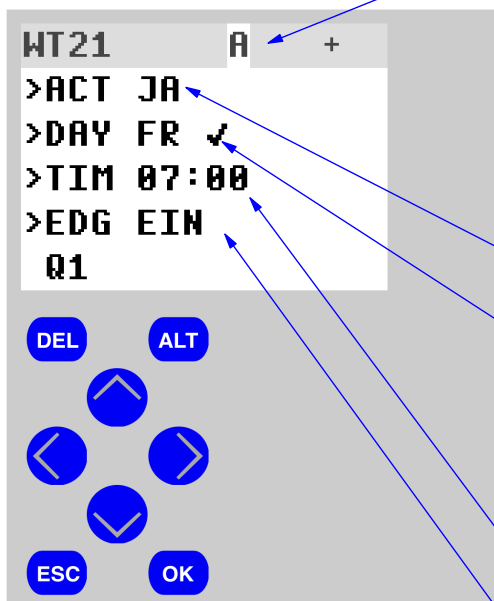 WT21 A +
>ACT JA
>DAY FR ✓
>TIM 07:00
>EDG EIN
Q1
DEL ALT
ESC OK